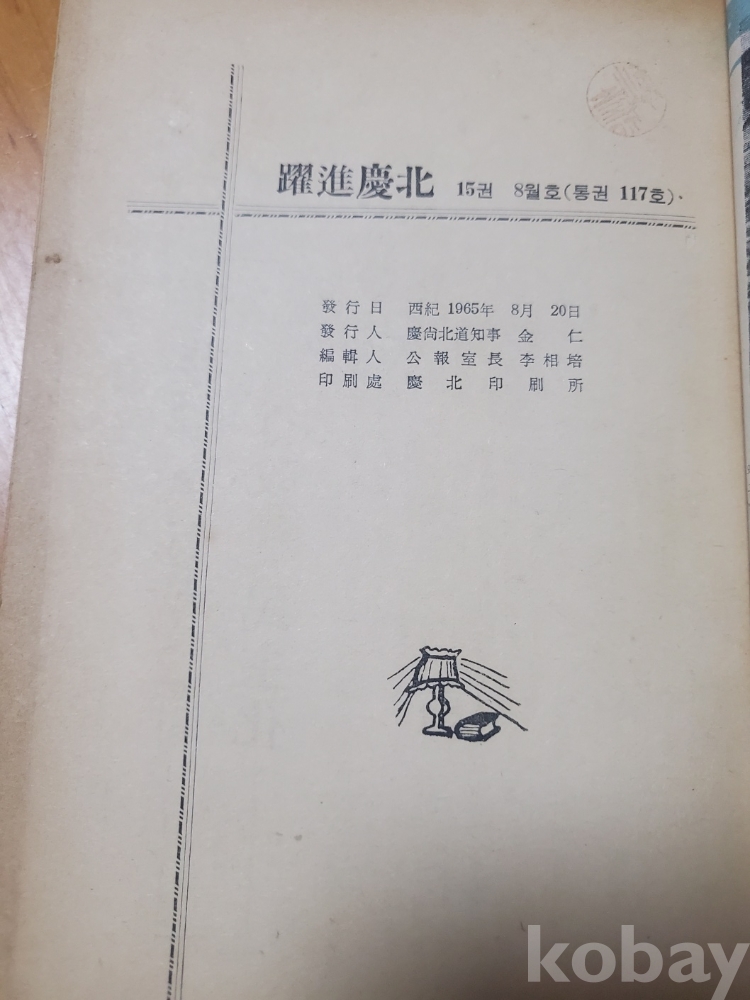 躍進慶北 15권 8월호(통권 117호)·
發行日 西紀 1965年 8月 20日
發行人 慶尙北道知事 金 仁
編輯人 公報室長 李相培
印刷處 慶北印刷所
kobay